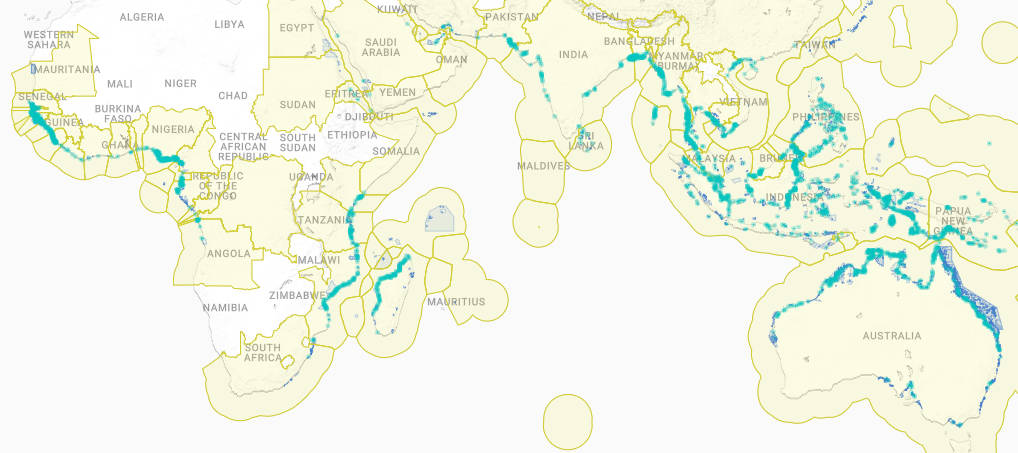 ALGERIA
LIBYA
EGYPT
WESTERN
SAHARA
MAURITANIA
MALI
NIGER
CHAD
SUDAN
SENEGAL
GUINEA
BURKINA
FASO
GHANA
NIGERIA
CENTRAL
AFRICAN
REPUBLIC
SOUTH
SUDAN
ERITREA
DJIBOUTI
ETHIOPIA
SOMALIA
YEMEN
SAUDI
ARABIA
KUWAIT
OMAN
PAKISTAN
INDIA
NEPAL
BANGLADESH
MYANMAR
(BURMA)
TAIWAN
VIETNAM
PHILIPPINES
SRI
LANKA
MALDIVES
MALAYSIA
BRUNEI
INDONESIA
PAPUA
NEW
GUINEA
UGANDA
REPUBLIC
OF THE
CONGO
TANZANIA
ANGOLA
MALAWI
ZIMBABWE
NAMIBIA
SOUTH
AFRICA
MAURITIUS
AUSTRALIA